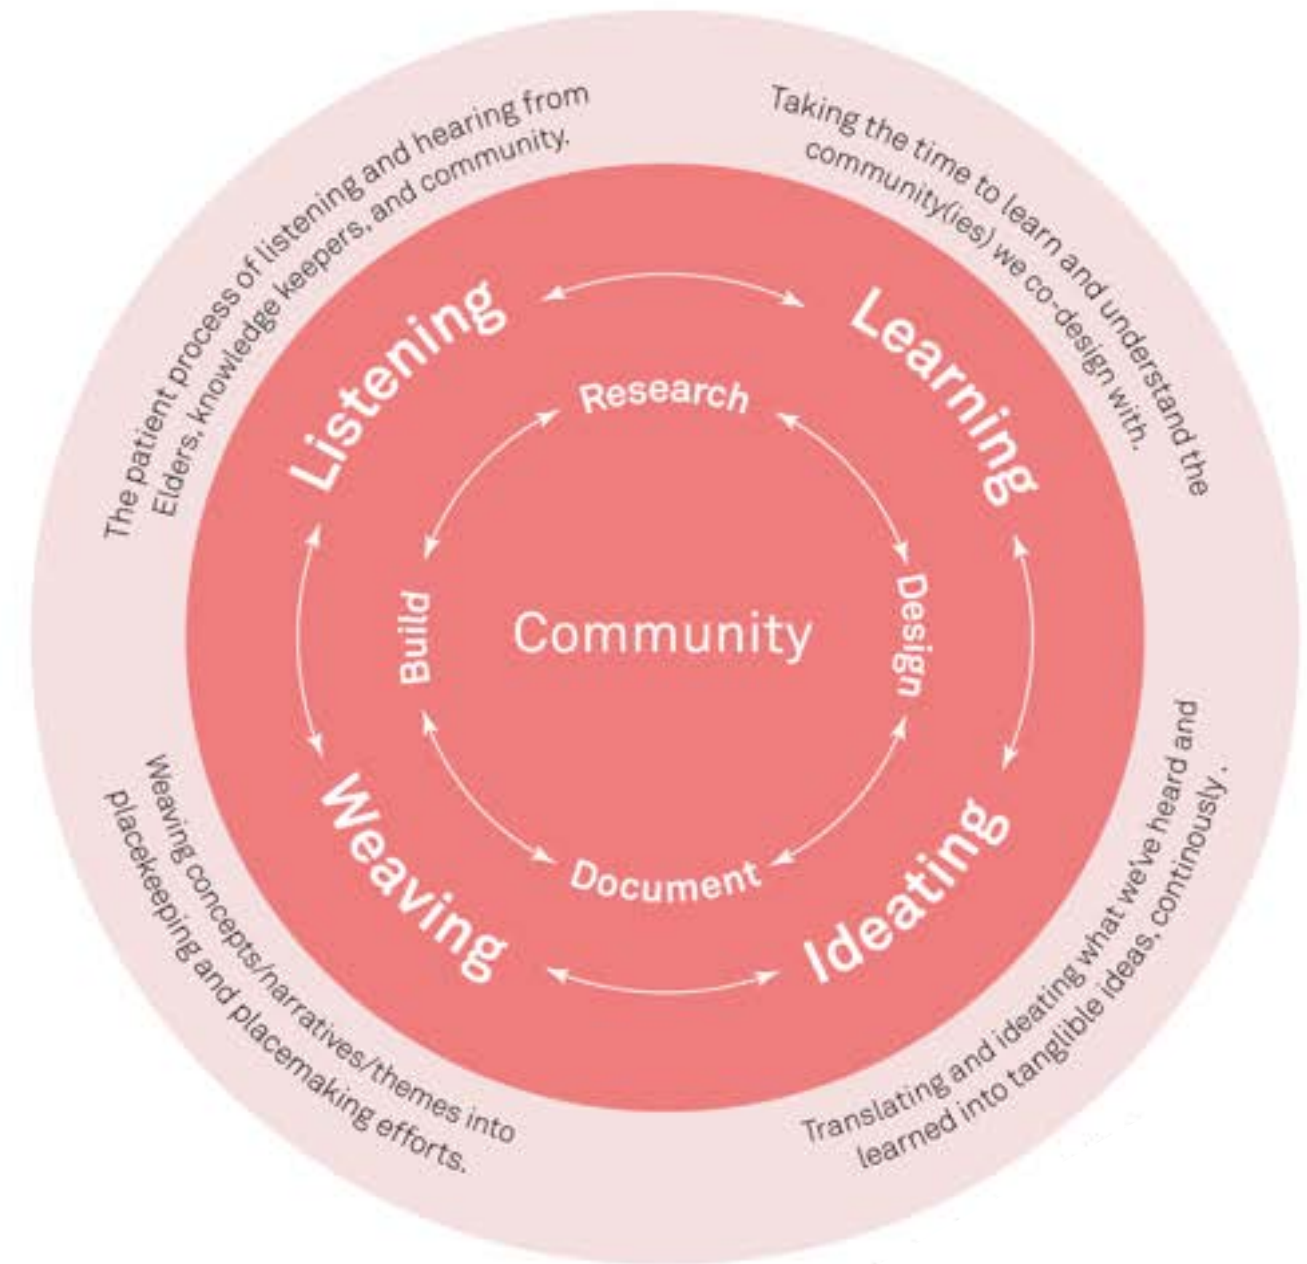 The patient process of listening and hearing from
Elders, knowledge keepers, and community.
Taking the time to learn and understand the
community(ies) we co-design with.
Listening
Learning
Research
Build
Community
Design
Document
Weaving
Ideating
Weaving concepts/narratives/themes into
placekeeping and placemaking efforts.
Translating and ideating what we've heard and
learned into tanglible ideas, continously .